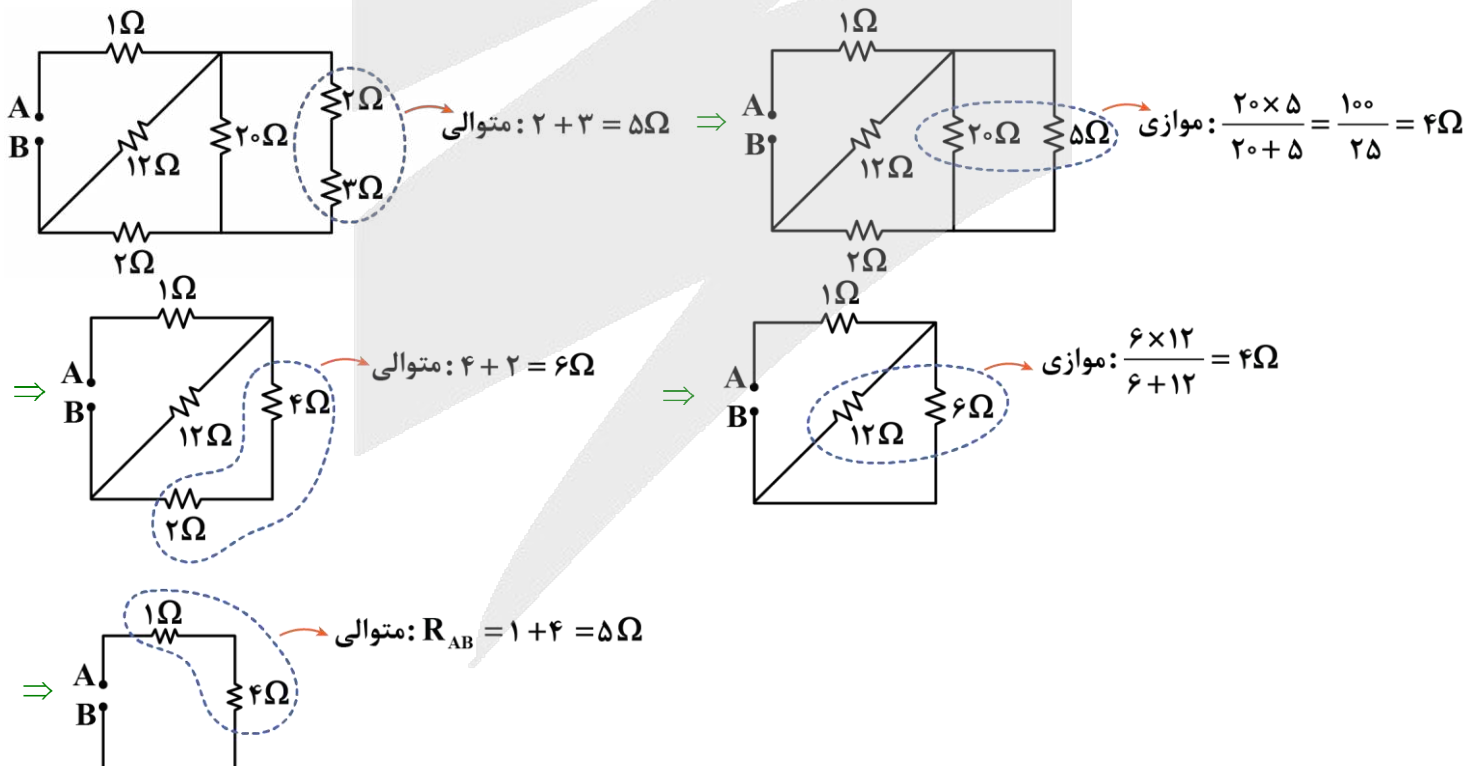 ۱Ω
A
B
۱۲Ω
۲۰Ω
۲Ω
۳Ω
۲Ω
متوالی: ۲ + ۳ = ۵Ω
⇒
۱Ω
A
B
۱۲Ω
۲۰Ω
۵Ω
۲Ω
موازی: (۲۰ × ۵)/(۲۰ + ۵) = ۱۰۰/۲۵ = ۴Ω
⇒
۱Ω
A
B
۱۲Ω
۴Ω
۲Ω
متوالی: ۴ + ۲ = ۶Ω
⇒
۱Ω
A
B
۱۲Ω
۶Ω
موازی: (۶ × ۱۲)/(۶ + ۱۲) = ۴Ω
⇒
۱Ω
A
B
۴Ω
متوالی: R_AB = ۱ + ۴ = ۵Ω